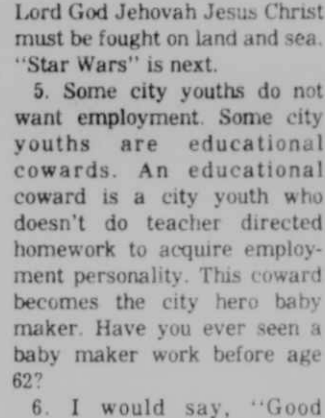 Lord God Jehovah Jesus Christ
must be fought on land and sea.
"Star Wars" is next.
5. Some city youths do not
want employment. Some city
youths are educational
cowards. An educational
coward is a city youth who
doesn't do teacher directed
homework to acquire employ-
ment personality. This coward
becomes the city hero baby
maker. Have you ever seen a
baby maker work before age
62?
6. I would say, "Good